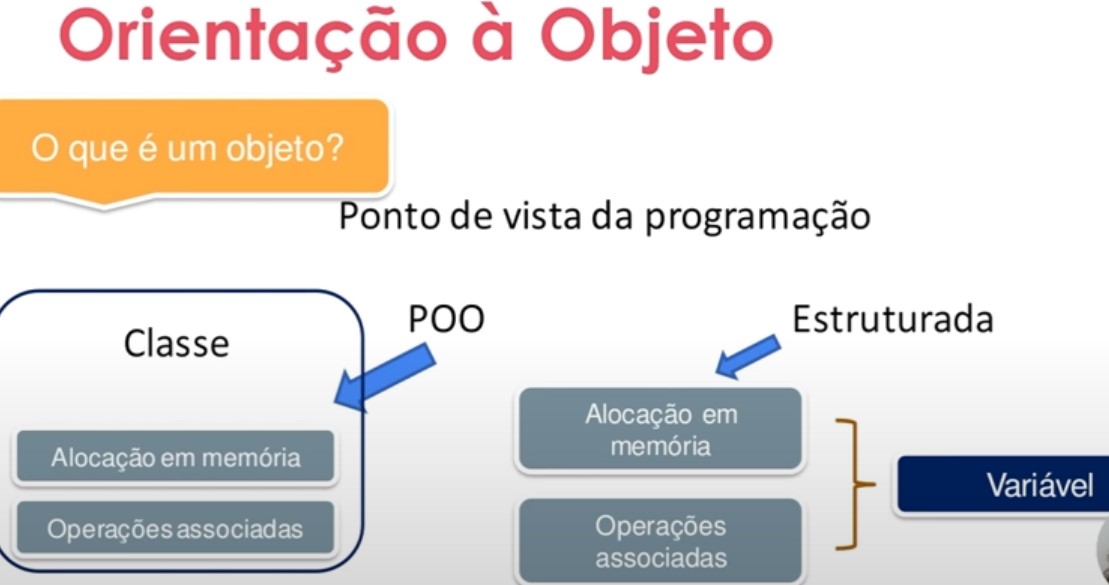 Orientação à Objeto
O que é um objeto?
Ponto de vista da programação
Classe
POO
Estruturada
Alocação em memória
Operações associadas
Alocação em
memória
Operações
associadas
Variável